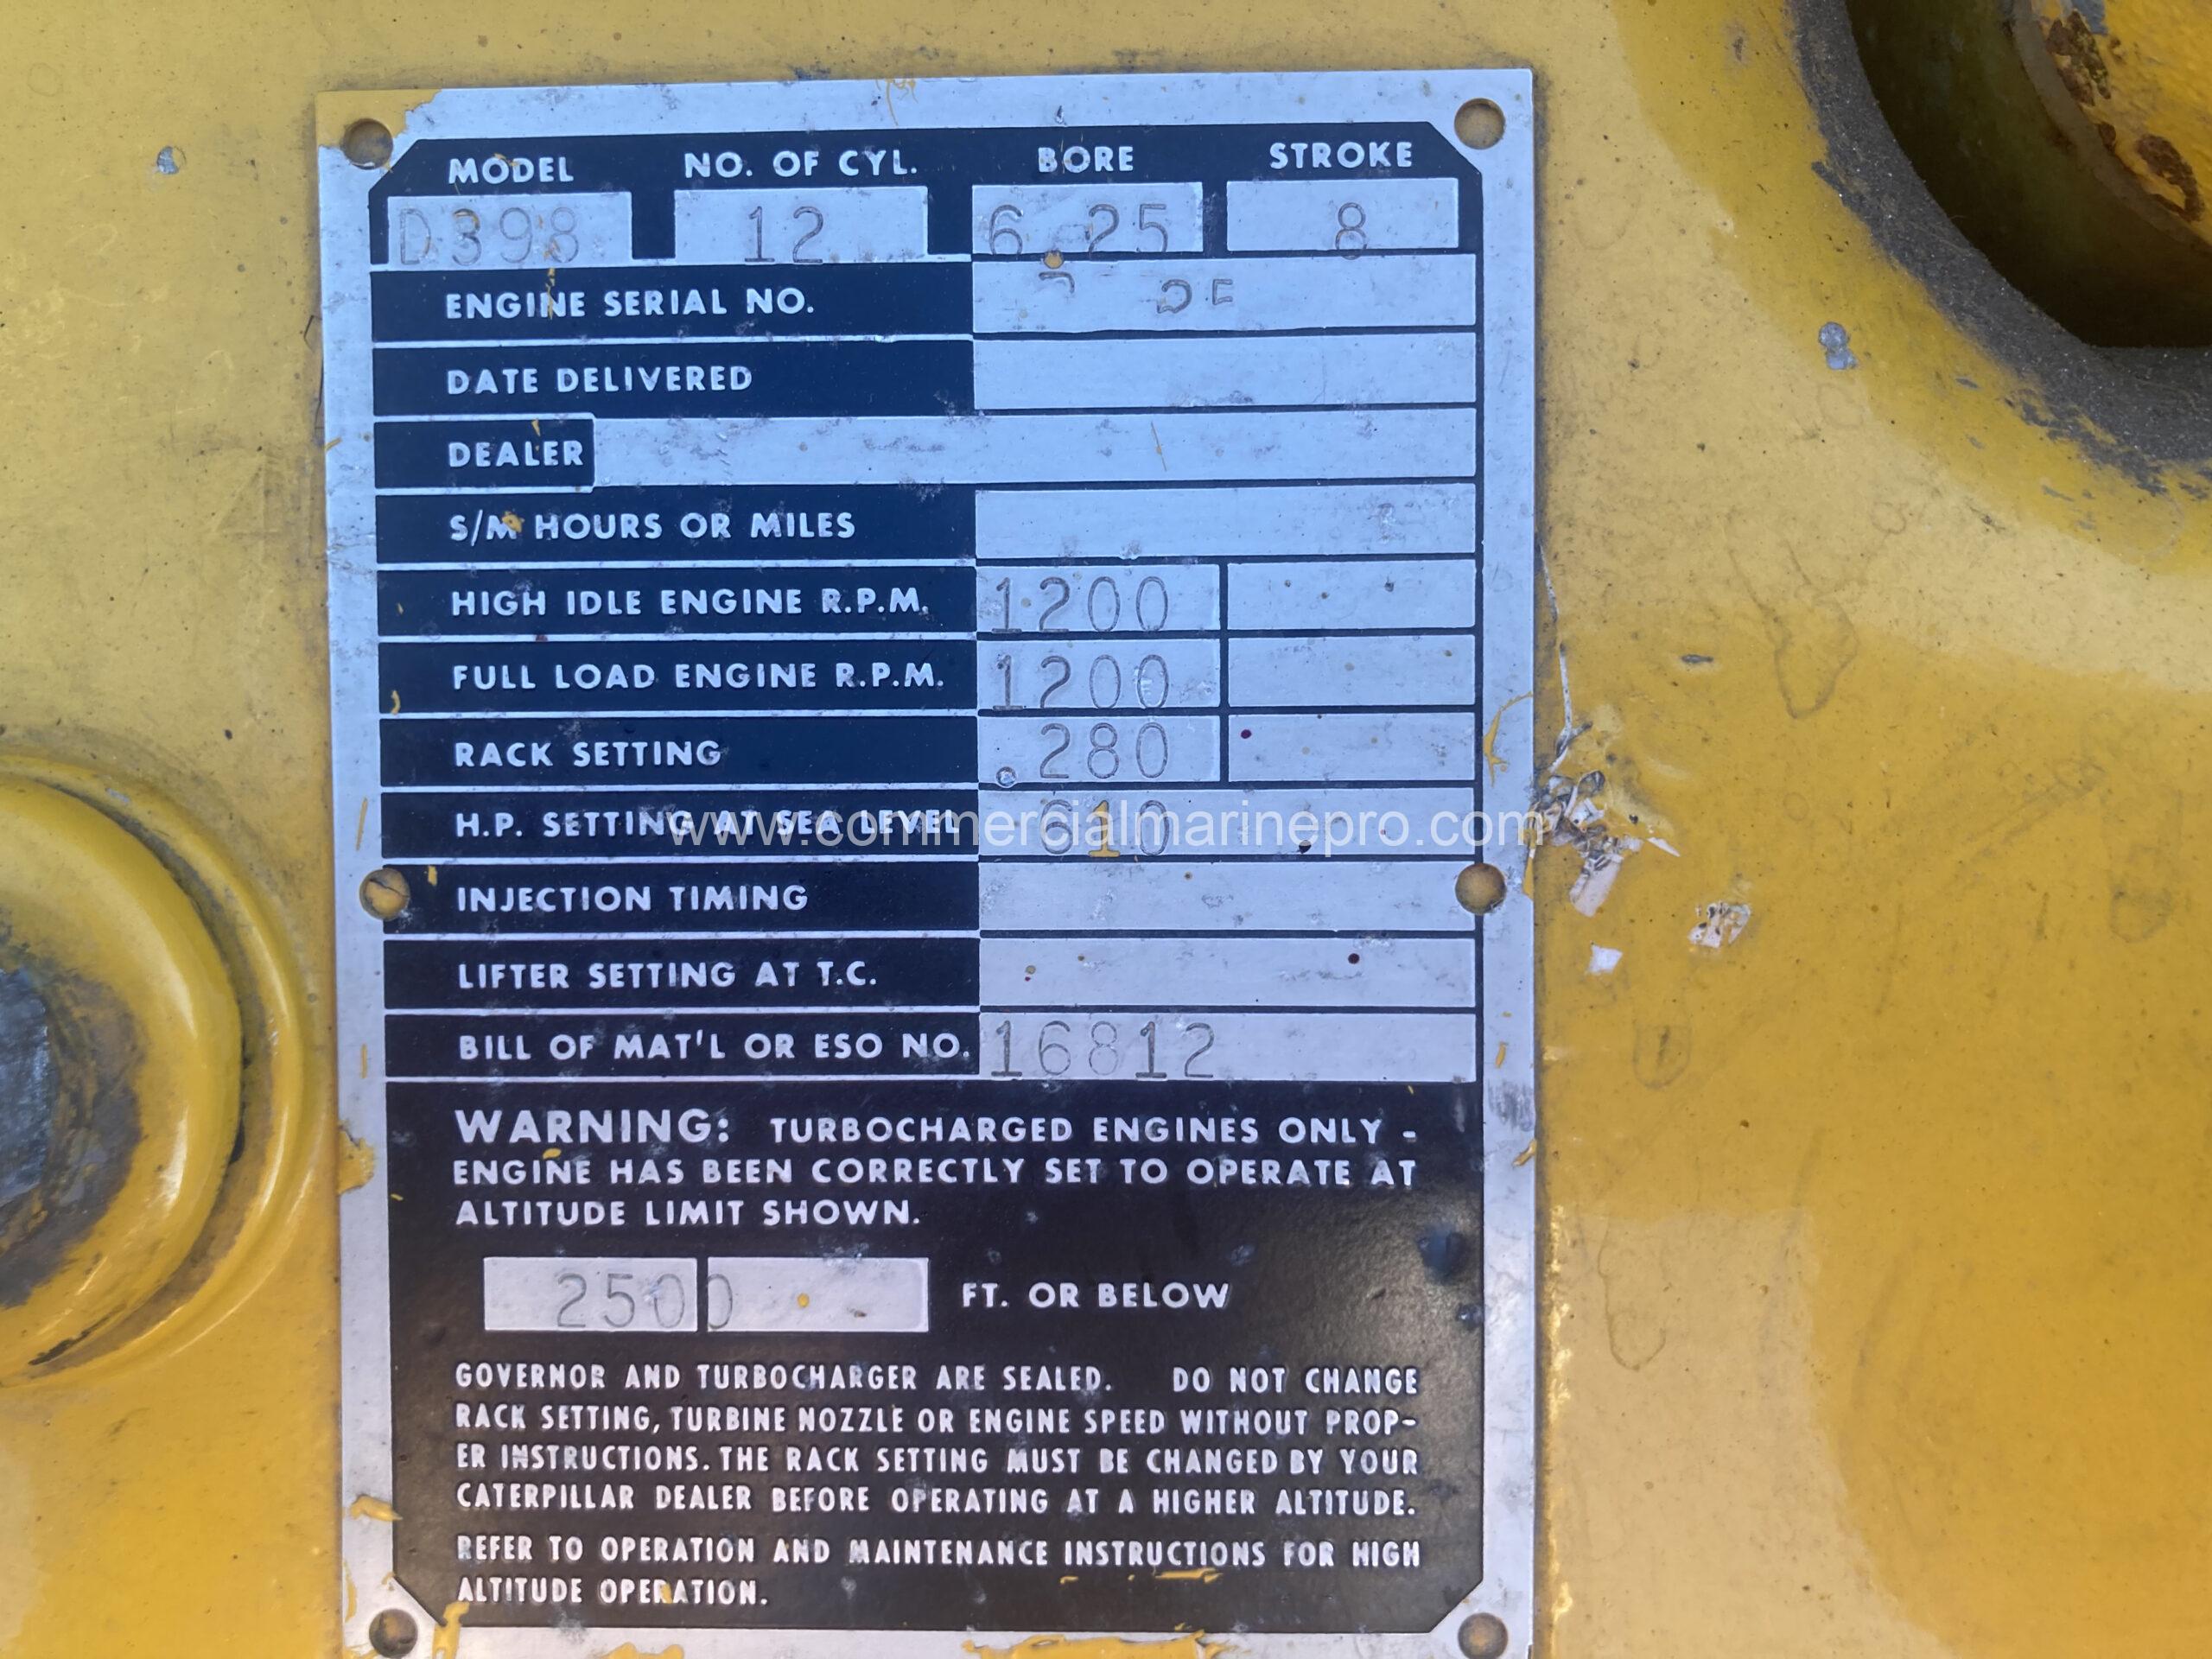 MODEL NO. OF CYL. BORE STROKE
D398 12 6.25 8
ENGINE SERIAL NO.
DATE DELIVERED
DEALER
S/M HOURS OR MILES
HIGH IDLE ENGINE R.P.M. 1200
FULL LOAD ENGINE R.P.M. 1200
RACK SETTING .280
H.P. SETTING AT SEA LEVEL 610
www.commercialmarinepro.com
INJECTION TIMING
LIFTER SETTING AT T.C.
BILL OF MAT'L OR ESO NO. 16812
WARNING: TURBOCHARGED ENGINES ONLY -
ENGINE HAS BEEN CORRECTLY SET TO OPERATE AT
ALTITUDE LIMIT SHOWN.
2500 FT. OR BELOW
GOVERNOR AND TURBOCHARGER ARE SEALED. DO NOT CHANGE
RACK SETTING, TURBINE NOZZLE OR ENGINE SPEED WITHOUT PROP-
ER INSTRUCTIONS. THE RACK SETTING MUST BE CHANGED BY YOUR
CATERPILLAR DEALER BEFORE OPERATING AT A HIGHER ALTITUDE.
REFER TO OPERATION AND MAINTENANCE INSTRUCTIONS FOR HIGH
ALTITUDE OPERATION.